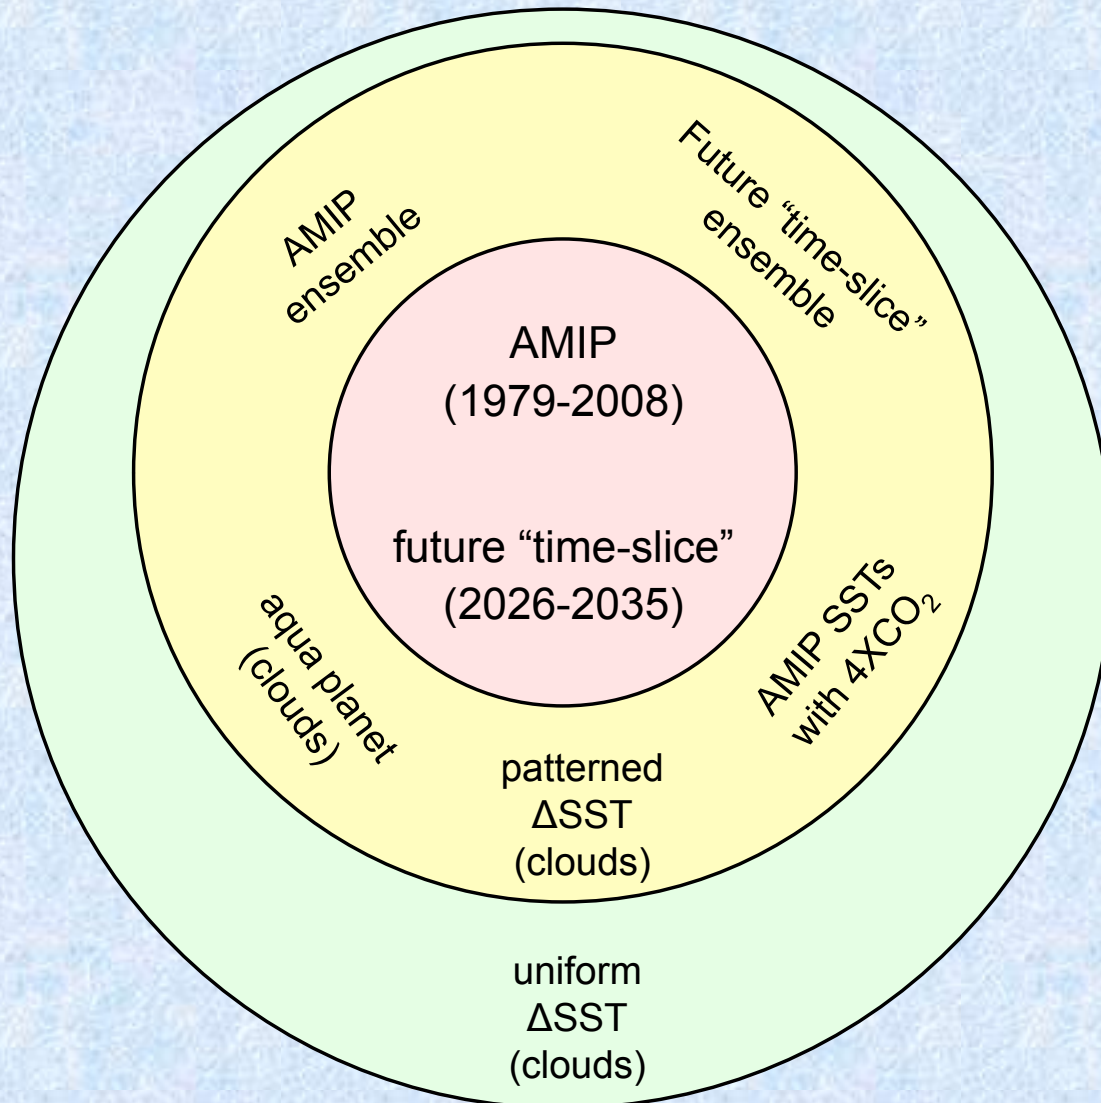 AMIP
ensemble
Future “time-slice”
ensemble
AMIP
(1979-2008)
future “time-slice”
(2026-2035)
aqua planet
(clouds)
AMIP SSTs
with 4XCO₂
patterned
ΔSST
(clouds)
uniform
ΔSST
(clouds)